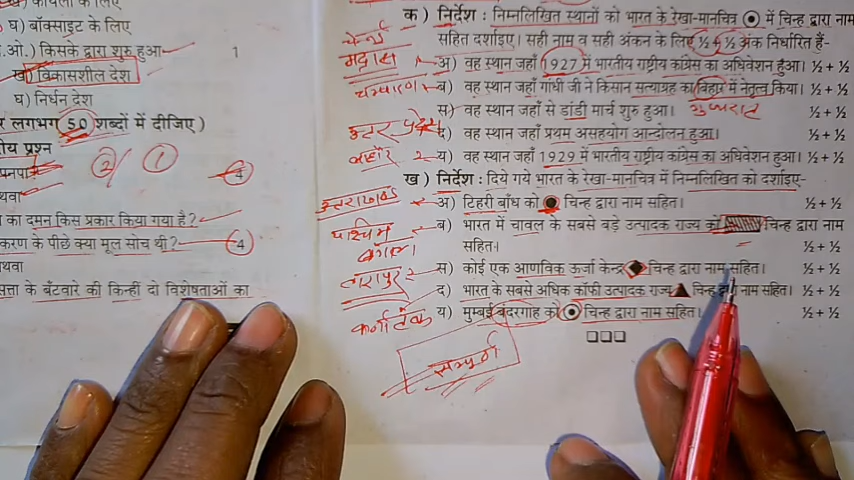 घ) बॉक्साइट के लिए
किसके द्वारा शुरू हुआ
1
ख) विकासशील देश
घ) निर्धन देश
लगभग 50 शब्दों में दीजिए)
प्रश्न
2/ 1
4
का दमन किस प्रकार किया गया है?
करण के पीछे क्या मूल सोच थी? 4
थवा
सत्ता के बँटवारे की किन्हीं दो विशेषताओं का
क) निर्देश : निम्नलिखित स्थानों को भारत के रेखा-मानचित्र में चिन्ह द्वारा नाम
सहित दर्शाइए। सही नाम व सही अंकन के लिए ½ + ½ अंक निर्धारित हैं-
मद्रास अ) वह स्थान जहाँ 1927 में भारतीय राष्ट्रीय कांग्रेस का अधिवेशन हुआ। ½ + ½
चम्पारण ब) वह स्थान जहाँ गांधी जी ने किसान सत्याग्रह का बिहार में नेतृत्व किया। ½ + ½
स) वह स्थान जहाँ से डांडी मार्च शुरू हुआ। गुजरात ½ + ½
उत्तर प्रदेश द) वह स्थान जहाँ प्रथम असहयोग आन्दोलन हुआ। ½ + ½
लाहौर य) वह स्थान जहाँ 1929 में भारतीय राष्ट्रीय कांग्रेस का अधिवेशन हुआ। ½ + ½
ख) निर्देश : दिये गये भारत के रेखा-मानचित्र में निम्नलिखित को दर्शाइए-
उत्तराखण्ड अ) टिहरी बाँध को चिन्ह द्वारा नाम सहित। ½ + ½
पश्चिम ब) भारत में चावल के सबसे बड़े उत्पादक राज्य को चिन्ह द्वारा नाम
बंगाल सहित। ½ + ½
तारापुर स) कोई एक आणविक ऊर्जा केन्द्र चिन्ह द्वारा नाम सहित। ½ + ½
द) भारत के सबसे अधिक कॉफी उत्पादक राज्य चिन्ह द्वारा नाम सहित। ½ + ½
कर्नाटक य) मुम्बई बंदरगाह को चिन्ह द्वारा नाम सहित। ½ + ½
सम्पूर्ण